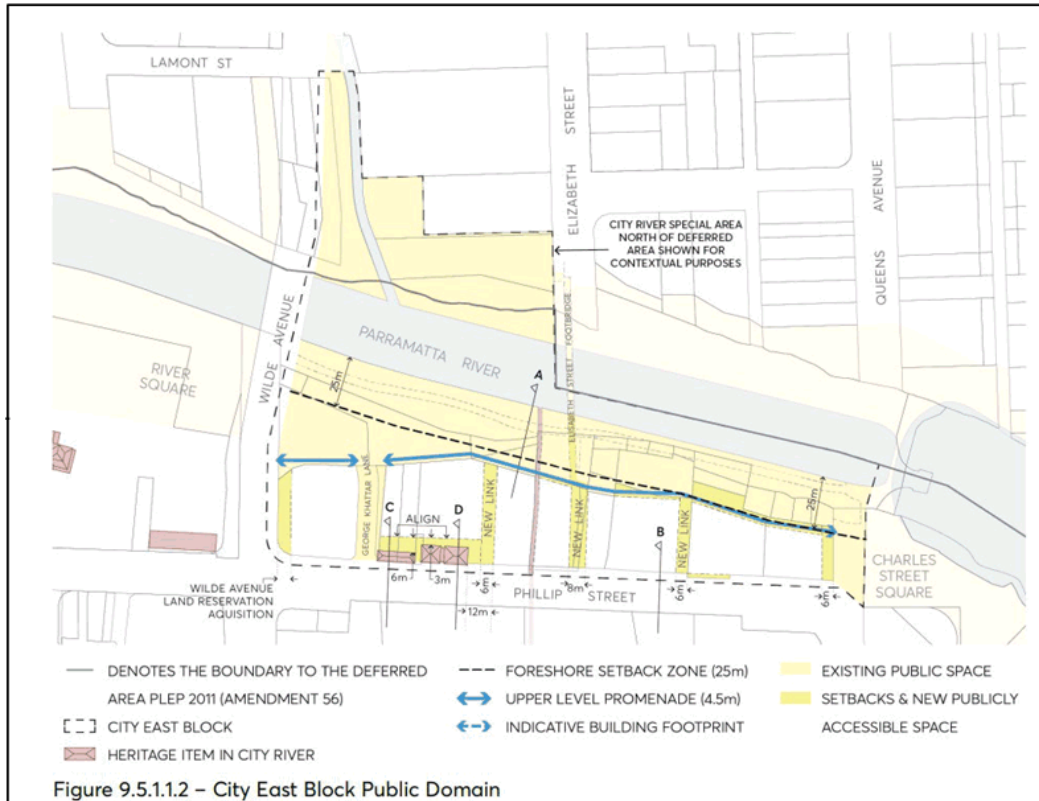 LAMONT ST
ELIZABETH STREET
QUEENS AVENUE
CITY RIVER SPECIAL AREA
NORTH OF DEFERRED
AREA SHOWN FOR
CONTEXTUAL PURPOSES
WILDE AVENUE
PARRAMATTA RIVER
ELISABETH STREET FOOTBRIDGE
RIVER
SQUARE
25m
A
GEORGE KHATTAR LANE
C
ALIGN
D
NEW LINK
NEW LINK
NEW LINK
B
25m
6m
3m
6m
8m
6m
6m
12m
PHILLIP STREET
CHARLES
STREET
SQUARE
WILDE AVENUE
LAND RESERVATION
AQUISITION
DENOTES THE BOUNDARY TO THE DEFERRED
AREA PLEP 2011 (AMENDMENT 56)
CITY EAST BLOCK
HERITAGE ITEM IN CITY RIVER
FORESHORE SETBACK ZONE (25m)
UPPER LEVEL PROMENADE (4.5m)
INDICATIVE BUILDING FOOTPRINT
EXISTING PUBLIC SPACE
SETBACKS & NEW PUBLICLY
ACCESSIBLE SPACE
Figure 9.5.1.1.2 – City East Block Public Domain